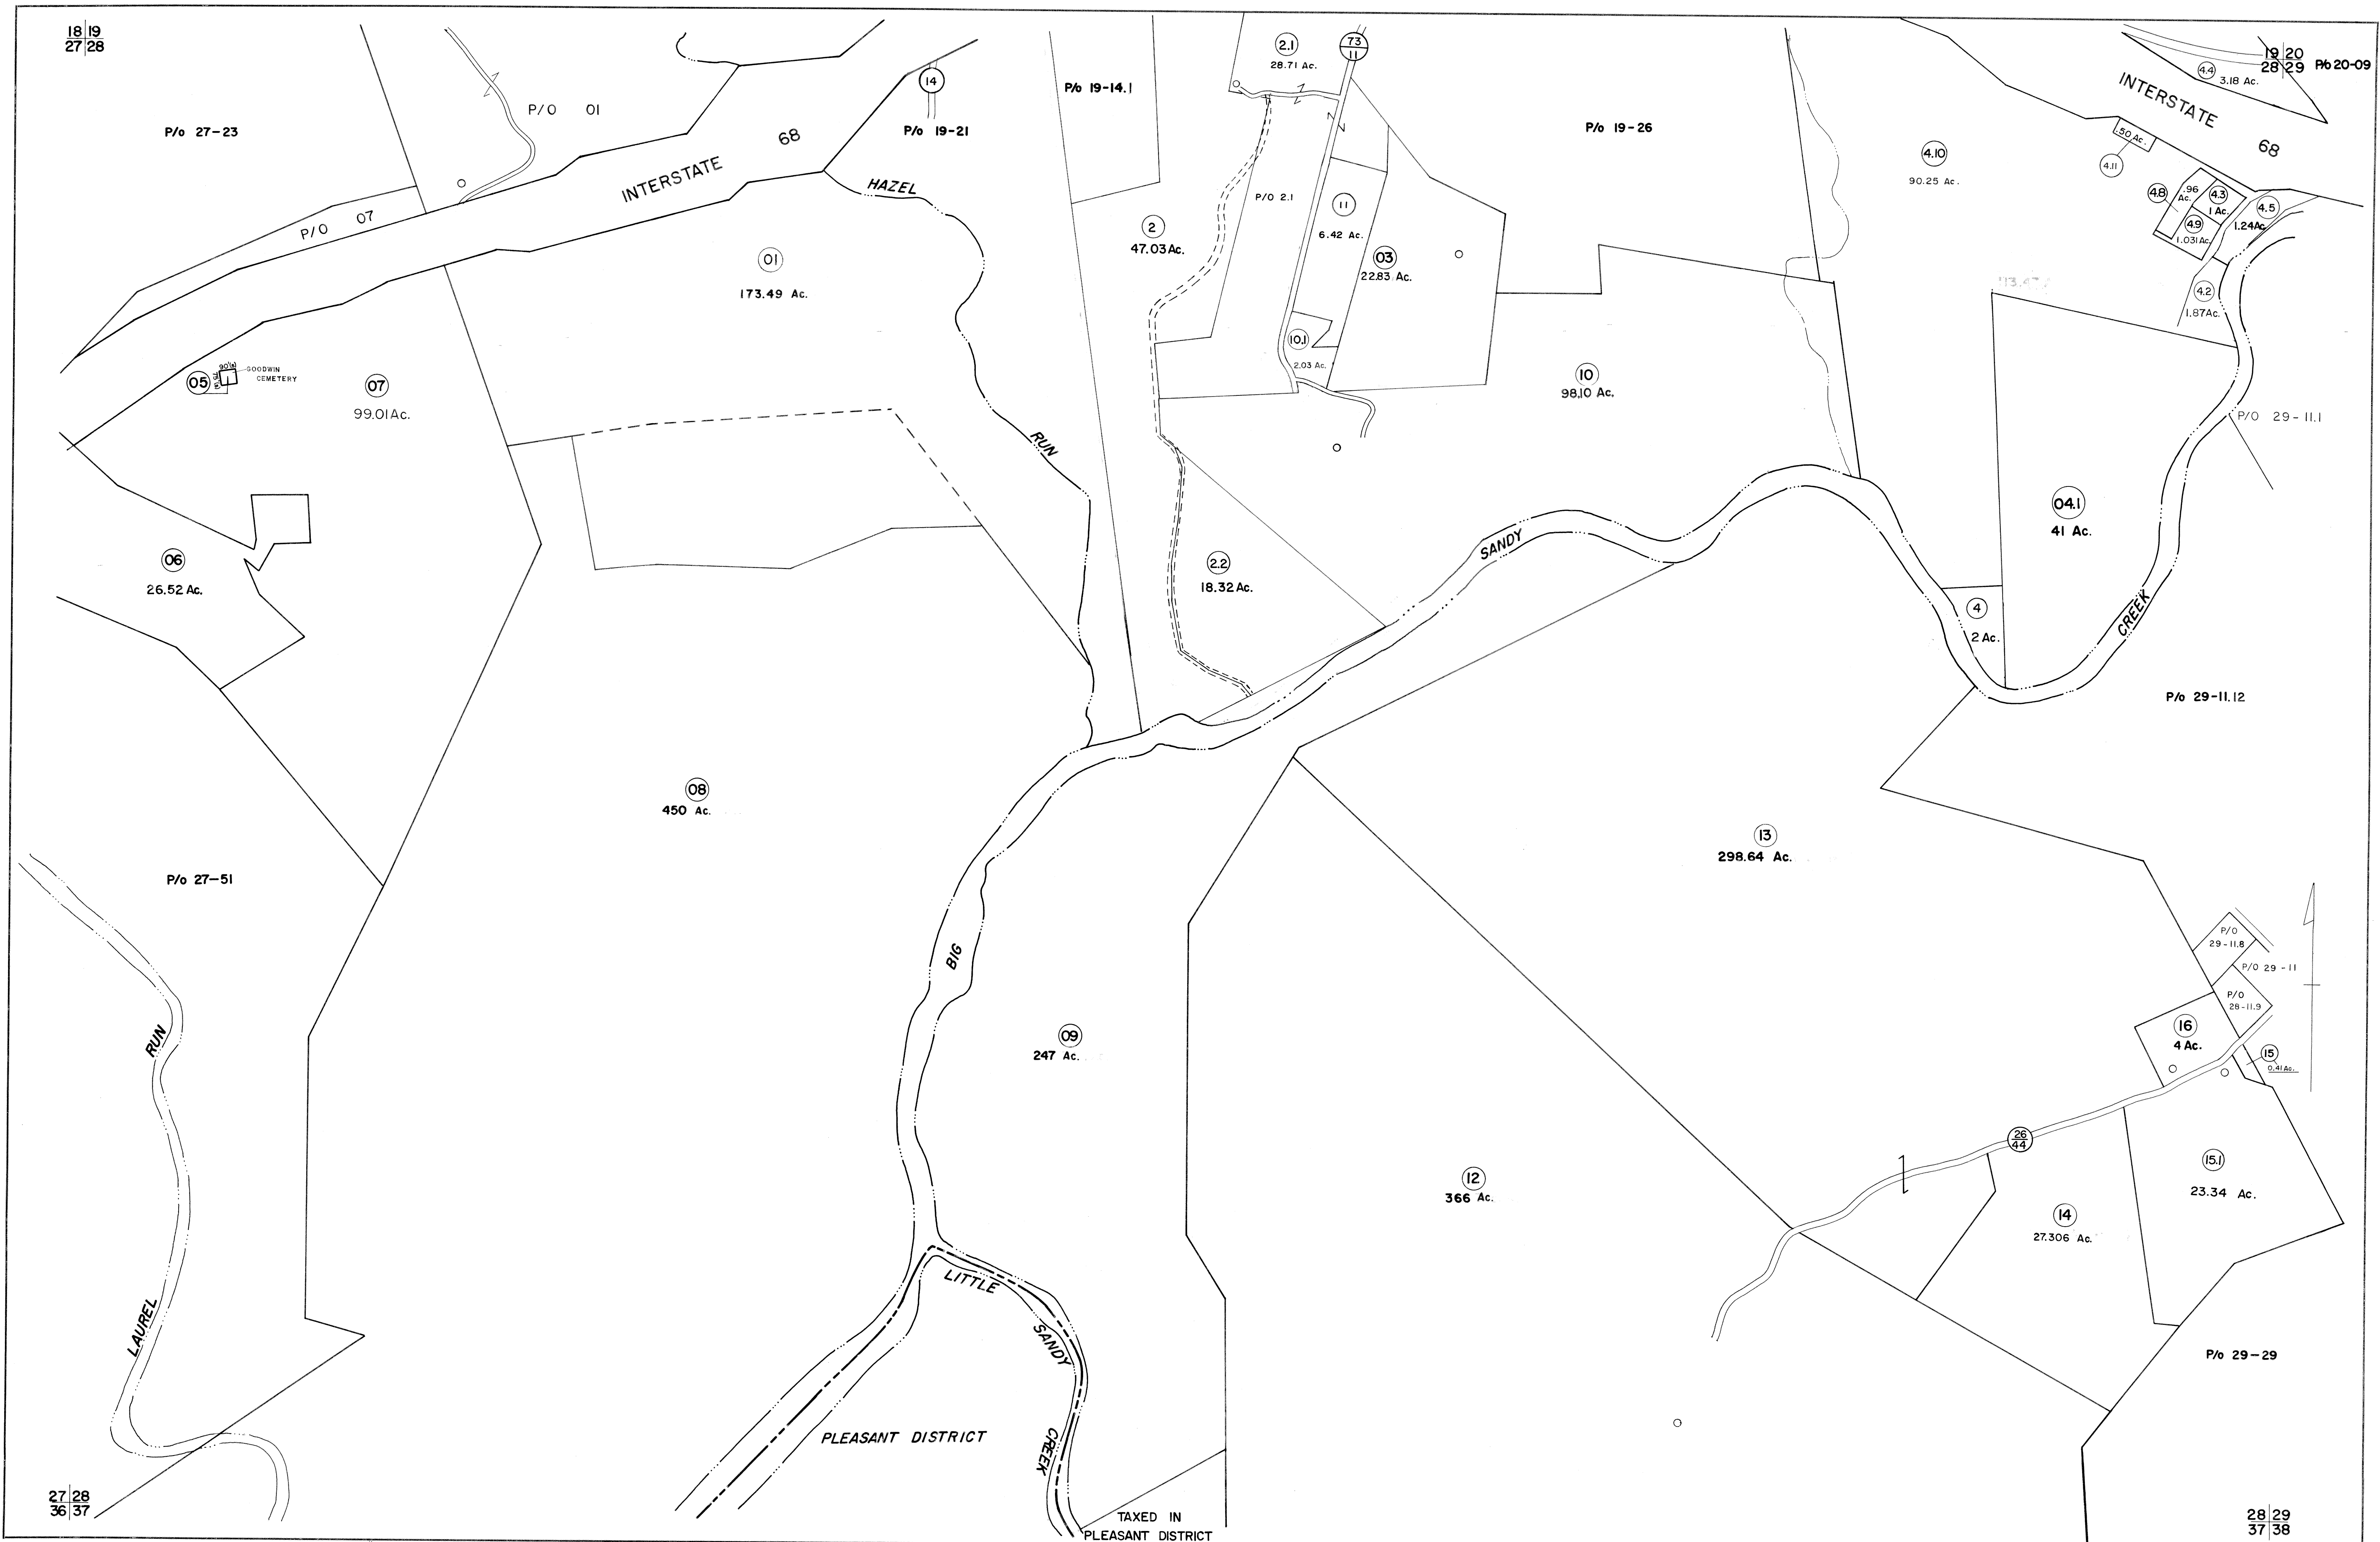 18 19
27 28
P/o 27-23
P/O 01
P/O 07
INTERSTATE 68
14
P/o 19-21
HAZEL
RUN
P/o 19-14.1
2.1
28.71 Ac.
73
11
P/O 2.1
2
47.03 Ac.
11
6.42 Ac.
03
22.83 Ac.
10.1
2.03 Ac.
P/o 19-26
10
98.10 Ac.
4.10
90.25 Ac.
INTERSTATE 68
4.4
3.18 Ac.
19 20
28 29
P/o 20-09
.50 Ac.
4.11
4.8
.96
Ac.
4.3
1 Ac.
4.9
1.031 Ac.
4.5
1.24 Ac.
4.2
1.87 Ac.
P/O 29-11.1
01
173.49 Ac.
05
90'(s)
GOODWIN
CEMETERY
07
99.01 Ac.
06
26.52 Ac.
2.2
18.32 Ac.
SANDY
04.1
41 Ac.
4
2 Ac.
CREEK
P/o 29-11.12
08
450 Ac.
13
298.64 Ac.
P/o 27-51
BIG
09
247 Ac.
P/O
29-11.8
P/O 29-11
P/O
28-11.9
16
4 Ac.
15
0.41 Ac.
RUN
LAUREL
12
366 Ac.
26
44
15.1
23.34 Ac.
14
27.306 Ac.
LITTLE
SANDY
CREEK
P/o 29-29
PLEASANT DISTRICT
27 28
36 37
TAXED IN
PLEASANT DISTRICT
28 29
37 38